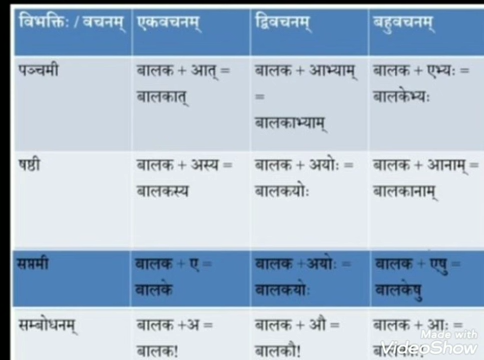 विभक्तिः / वचनम् एकवचनम् द्विवचनम् बहुवचनम्
पञ्चमी बालक + आत् = बालक + आभ्याम् बालक + एभ्यः =
बालकात् = बालकेभ्यः
बालकाभ्याम्
षष्ठी बालक + अस्य = बालक + अयोः = बालक + आनाम् =
बालकस्य बालकयोः बालकानाम्
सप्तमी बालक + ए = बालक +अयोः = बालक + एषु =
बालके बालकयोः बालकेषु
सम्बोधनम् बालक +अ = बालक + औ = बालक + आः =
बालक! बालकौ!
Made with
VideoShow